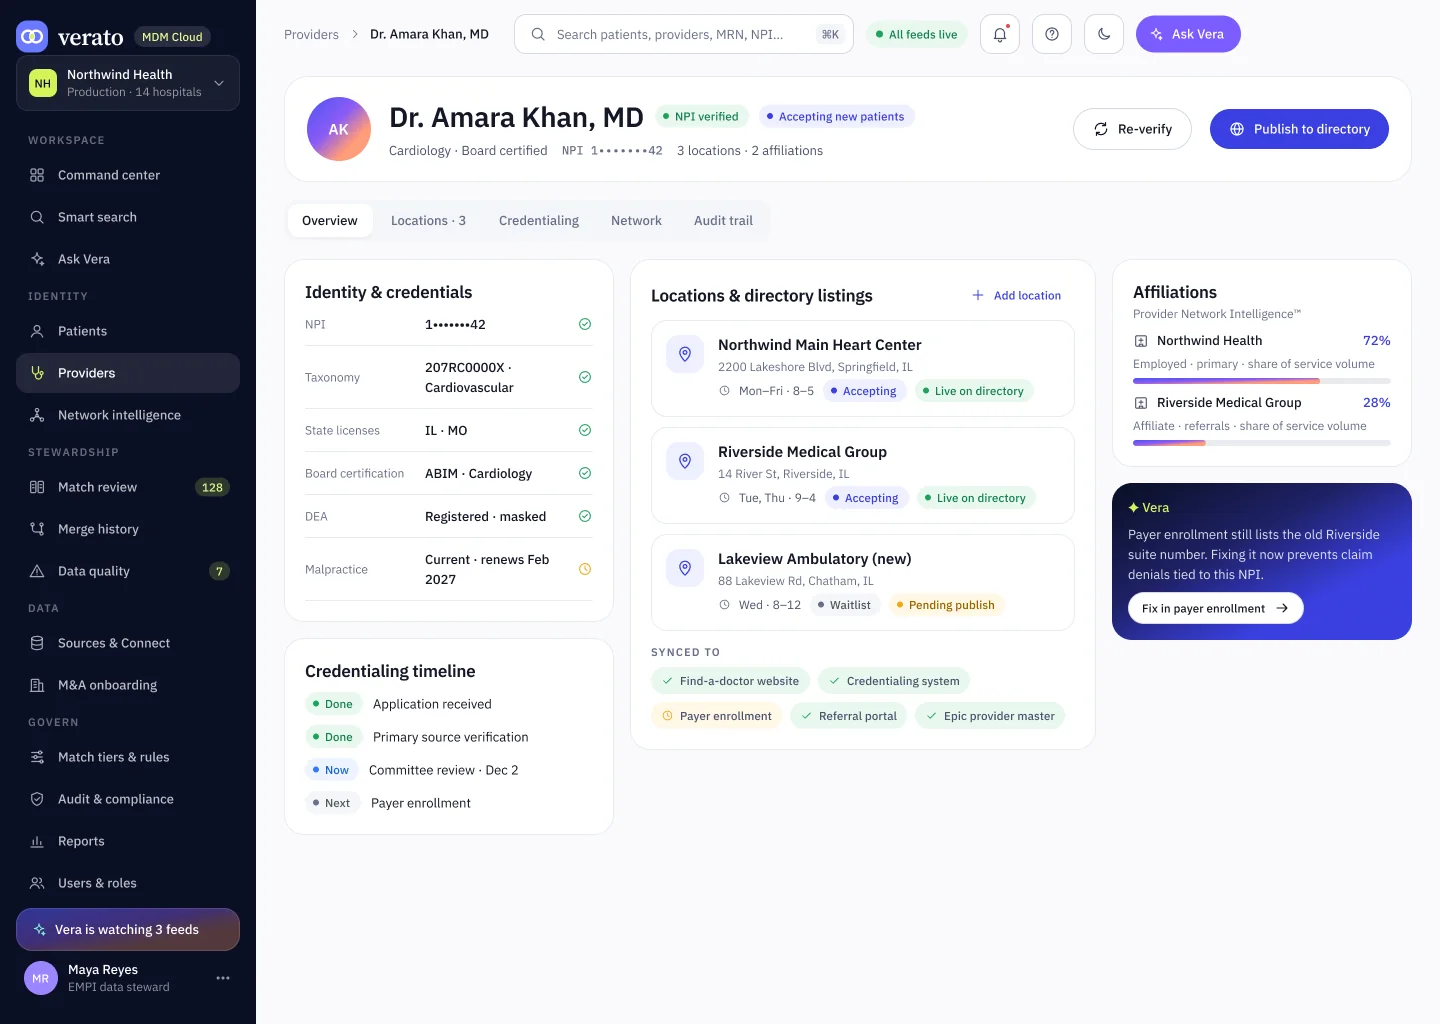 verato MDM Cloud
NH Northwind Health
Production · 14 hospitals
WORKSPACE
Command center
Smart search
Ask Vera
IDENTITY
Patients
Providers
Network intelligence
STEWARDSHIP
Match review 128
Merge history
Data quality 7
DATA
Sources & Connect
M&A onboarding
GOVERN
Match tiers & rules
Audit & compliance
Reports
Users & roles
Vera is watching 3 feeds
MR Maya Reyes
EMPI data steward
Providers > Dr. Amara Khan, MD
Search patients, providers, MRN, NPI... ⌘K
All feeds live
Ask Vera
AK
Dr. Amara Khan, MD NPI verified Accepting new patients
Cardiology · Board certified NPI 1•••••••42 3 locations · 2 affiliations
Re-verify
Publish to directory
Overview Locations · 3 Credentialing Network Audit trail
Identity & credentials
NPI 1•••••••42
Taxonomy 207RC0000X ·
Cardiovascular
State licenses IL · MO
Board certification ABIM · Cardiology
DEA Registered · masked
Malpractice Current · renews Feb
2027
Credentialing timeline
Done Application received
Done Primary source verification
Now Committee review · Dec 2
Next Payer enrollment
Locations & directory listings + Add location
Northwind Main Heart Center
2200 Lakeshore Blvd, Springfield, IL
Mon–Fri · 8–5 Accepting Live on directory
Riverside Medical Group
14 River St, Riverside, IL
Tue, Thu · 9–4 Accepting Live on directory
Lakeview Ambulatory (new)
88 Lakeview Rd, Chatham, IL
Wed · 8–12 Waitlist Pending publish
SYNCED TO
Find-a-doctor website Credentialing system
Payer enrollment Referral portal Epic provider master
Affiliations
Provider Network Intelligence™
Northwind Health 72%
Employed · primary · share of service volume
Riverside Medical Group 28%
Affiliate · referrals · share of service volume
✦ Vera
Payer enrollment still lists the old Riverside
suite number. Fixing it now prevents claim
denials tied to this NPI.
Fix in payer enrollment →